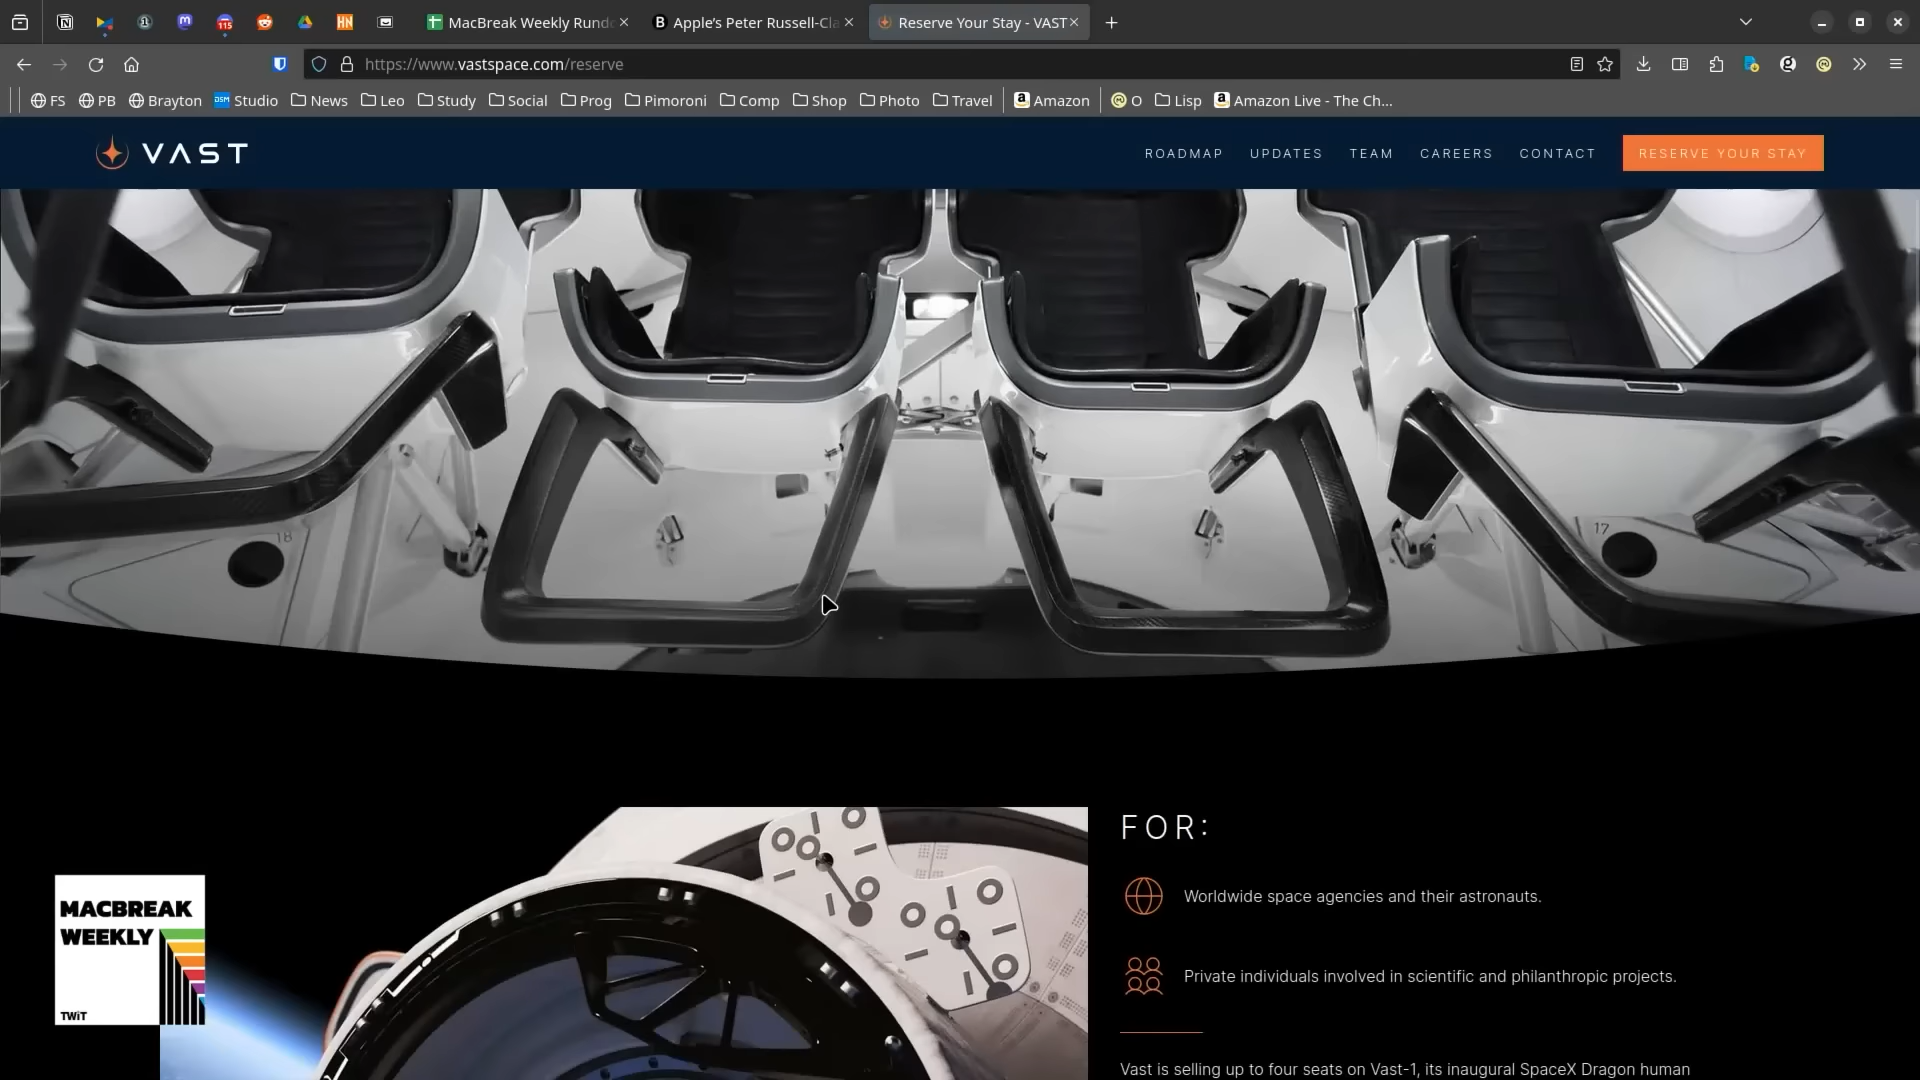 MacBreak Weekly Rund
Apple's Peter Russell-Cla
Reserve Your Stay - VAST
https://www.vastspace.com/reserve
FS
PB
Brayton
DSM
Studio
News
Leo
Study
Social
Prog
Pimoroni
Comp
Shop
Photo
Travel
Amazon
O
Lisp
Amazon Live - The Ch...
VAST
ROADMAP
UPDATES
TEAM
CAREERS
CONTACT
RESERVE YOUR STAY
18
17
FOR:
Worldwide space agencies and their astronauts.
Private individuals involved in scientific and philanthropic projects.
Vast is selling up to four seats on Vast-1, its inaugural SpaceX Dragon human
MACBREAK
WEEKLY
TWiT